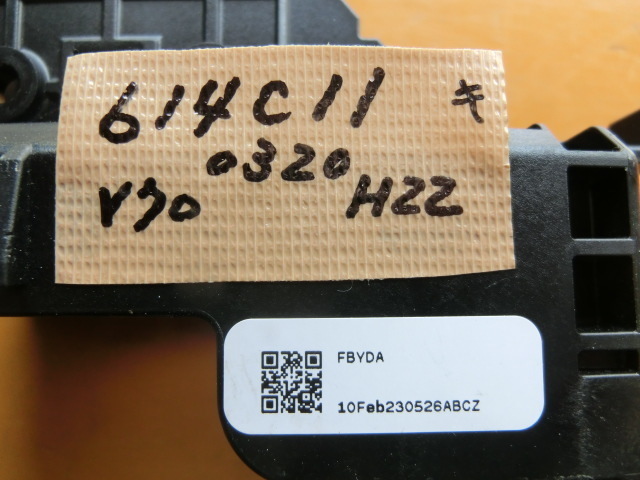 614C11 キ
0320
V70 H22
FBYDA
10Feb230526ABCZ